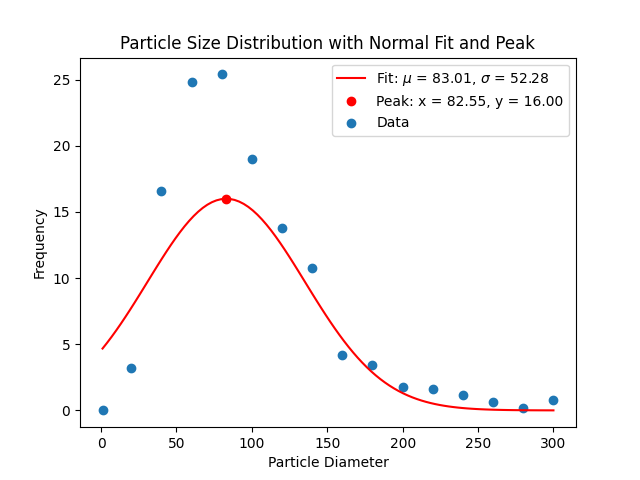 Particle Size Distribution with Normal Fit and Peak
Fit: μ = 83.01, σ = 52.28
Peak: x = 82.55, y = 16.00
Data
Frequency
25
20
15
10
5
0
0 50 100 150 200 250 300
Particle Diameter